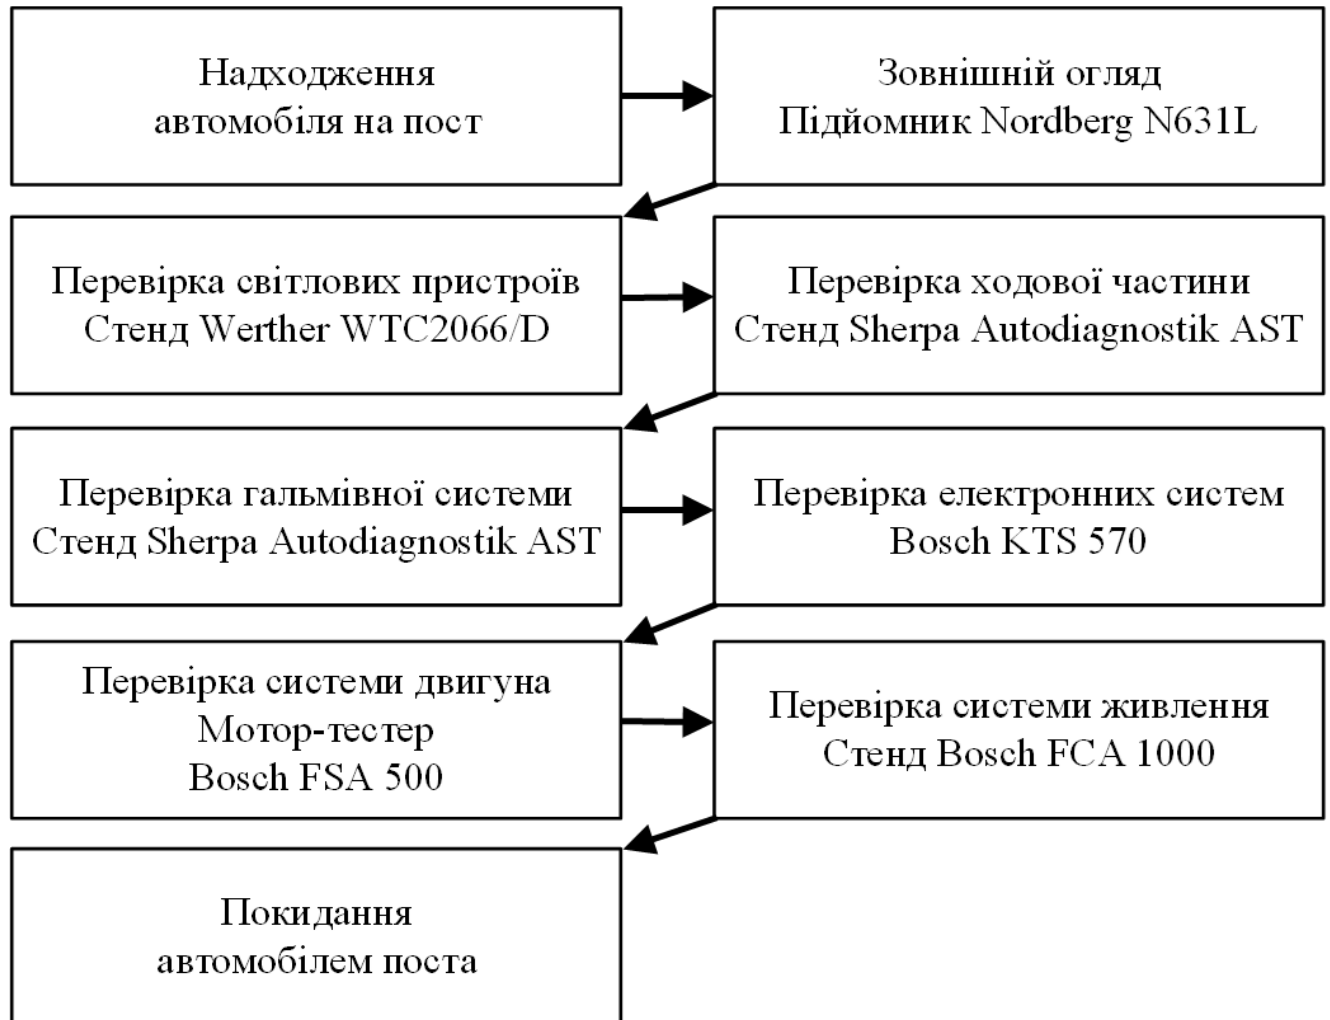 Надходження
автомобіля на пост
Зовнішній огляд
Підйомник Nordberg N631L
Перевірка світлових пристроїв
Стенд Werther WTC2066/D
Перевірка ходової частини
Стенд Sherpa Autodiagnostik AST
Перевірка гальмівної системи
Стенд Sherpa Autodiagnostik AST
Перевірка електронних систем
Bosch KTS 570
Перевірка системи двигуна
Мотор-тестер
Bosch FSA 500
Перевірка системи живлення
Стенд Bosch FCA 1000
Покидання
автомобілем поста